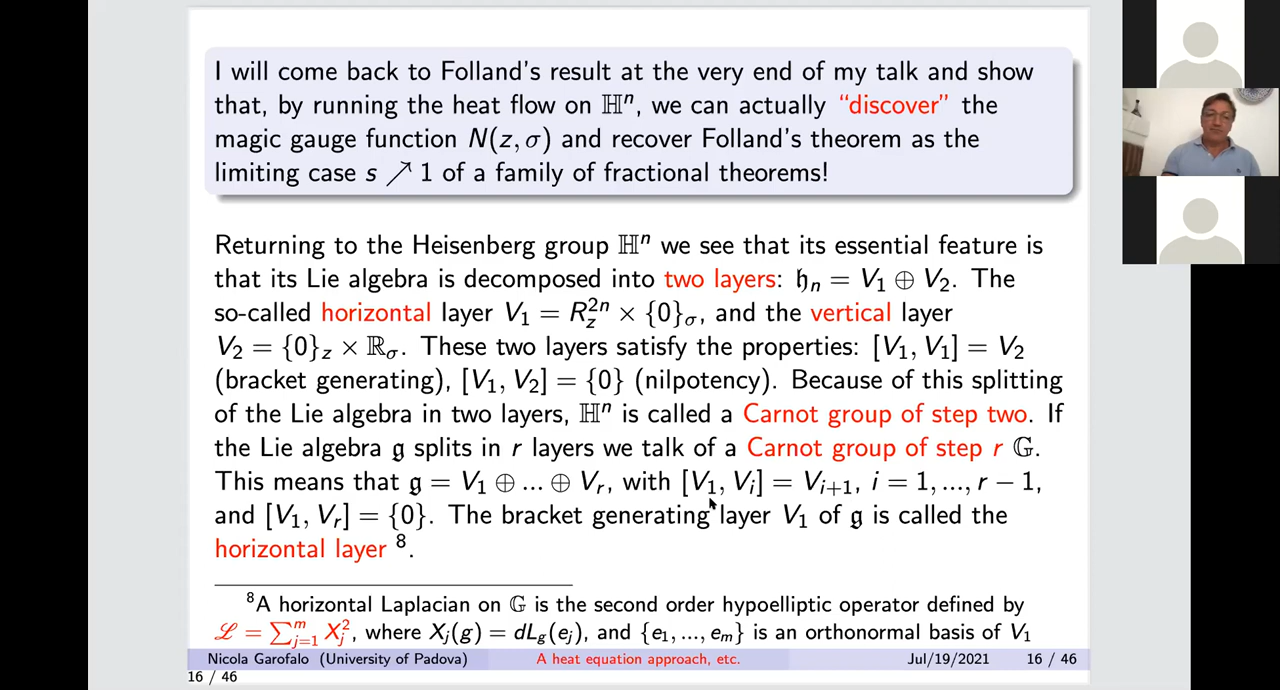 I will come back to Folland's result at the very end of my talk and show
that, by running the heat flow on ℍⁿ, we can actually “discover” the
magic gauge function N(z, σ) and recover Folland's theorem as the
limiting case s ↗ 1 of a family of fractional theorems!
Returning to the Heisenberg group ℍⁿ we see that its essential feature is
that its Lie algebra is decomposed into two layers: 𝔥ₙ = V₁ ⊕ V₂. The
so-called horizontal layer V₁ = R_z^{2n} × {0}_σ, and the vertical layer
V₂ = {0}_z × ℝ_σ. These two layers satisfy the properties: [V₁, V₁] = V₂
(bracket generating), [V₁, V₂] = {0} (nilpotency). Because of this splitting
of the Lie algebra in two layers, ℍⁿ is called a Carnot group of step two. If
the Lie algebra 𝔤 splits in r layers we talk of a Carnot group of step r 𝔾.
This means that 𝔤 = V₁ ⊕ ... ⊕ Vᵣ, with [V₁, Vᵢ] = Vᵢ₊₁, i = 1, ..., r − 1,
and [V₁, Vᵣ] = {0}. The bracket generating layer V₁ of 𝔤 is called the
horizontal layer ⁸.
⁸A horizontal Laplacian on 𝔾 is the second order hypoelliptic operator defined by
ℒ = ∑_{j=1}^{m} X_j^2, where X_j(g) = dL_g(e_j), and {e₁, ..., e_m} is an orthonormal basis of V₁
Nicola Garofalo (University of Padova) A heat equation approach, etc. Jul/19/2021 16 / 46
16 / 46